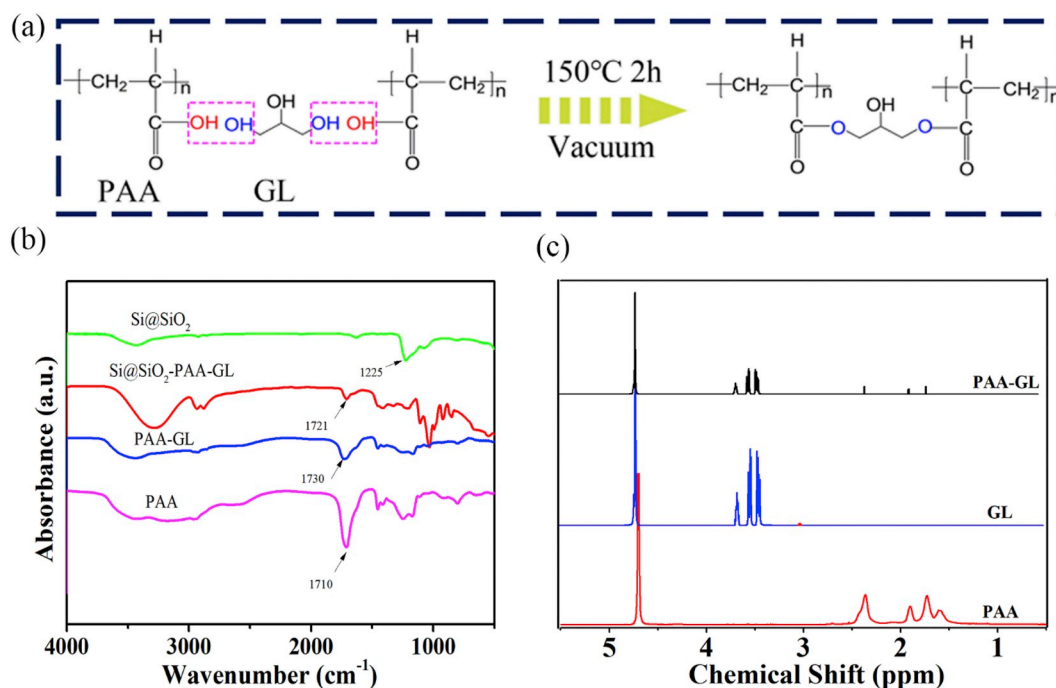 (a)
H
H
CH₂
C
n
C
CH₂
n
C
OH
OH
OH
OH
OH
C
O
O
PAA
GL
150℃ 2h
Vacuum
H
H
CH₂
C
n
C
CH₂
n
OH
C
O
O
C
O
O
(b)
Si@SiO₂
1225
Si@SiO₂-PAA-GL
1721
PAA-GL
1730
PAA
1710
Absorbance (a.u.)
4000 3000 2000 1000
Wavenumber (cm⁻¹)
(c)
PAA-GL
GL
PAA
5 4 3 2 1
Chemical Shift (ppm)